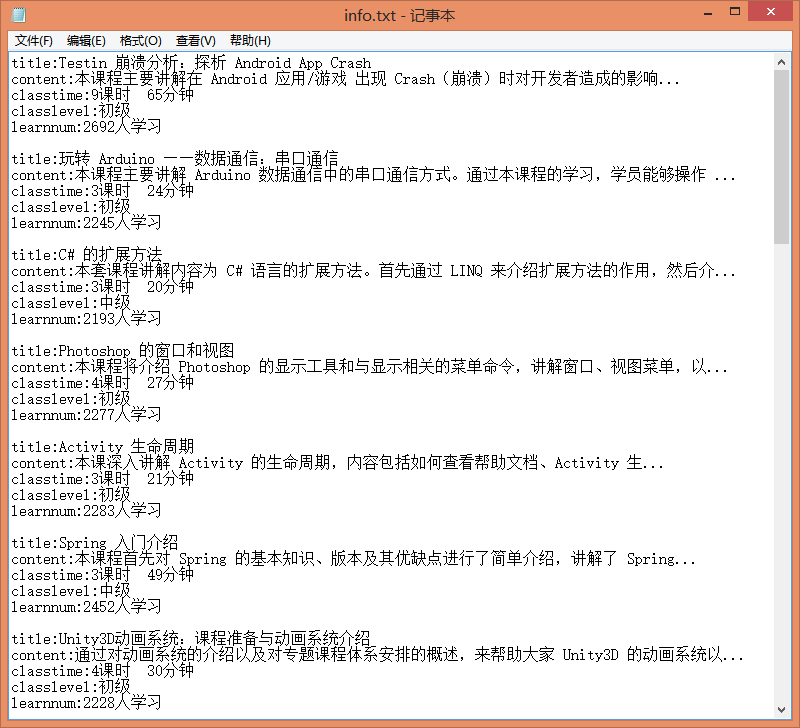 info.txt - 记事本
文件(F) 编辑(E) 格式(O) 查看(V) 帮助(H)
title:Testin 崩溃分析：探析 Android App Crash
content:本课程主要讲解在 Android 应用/游戏 出现 Crash（崩溃）时对开发者造成的影响...
classtime:9课时  65分钟
classlevel:初级
learnnum:2692人学习
title:玩转 Arduino ——数据通信：串口通信
content:本课程主要讲解 Arduino 数据通信中的串口通信方式。通过本课程的学习，学员能够操作 ...
classtime:3课时  24分钟
classlevel:初级
learnnum:2245人学习
title:C# 的扩展方法
content:本套课程讲解内容为 C# 语言的扩展方法。首先通过 LINQ 来介绍扩展方法的作用，然后介...
classtime:3课时  20分钟
classlevel:中级
learnnum:2193人学习
title:Photoshop 的窗口和视图
content:本课程将介绍 Photoshop 的显示工具和与显示相关的菜单命令，讲解窗口、视图菜单，以...
classtime:4课时  27分钟
classlevel:初级
learnnum:2277人学习
title:Activity 生命周期
content:本课深入讲解 Activity 的生命周期，内容包括如何查看帮助文档、Activity 生...
classtime:3课时  21分钟
classlevel:初级
learnnum:2283人学习
title:Spring 入门介绍
content:本课程首先对 Spring 的基本知识、版本及其优缺点进行了简单介绍，讲解了 Spring...
classtime:3课时  49分钟
classlevel:中级
learnnum:2452人学习
title:Unity3D动画系统：课程准备与动画系统介绍
content:通过对动画系统的介绍以及对专题课程体系安排的概述，来帮助大家 Unity3D 的动画系统以...
classtime:4课时  30分钟
classlevel:初级
learnnum:2228人学习